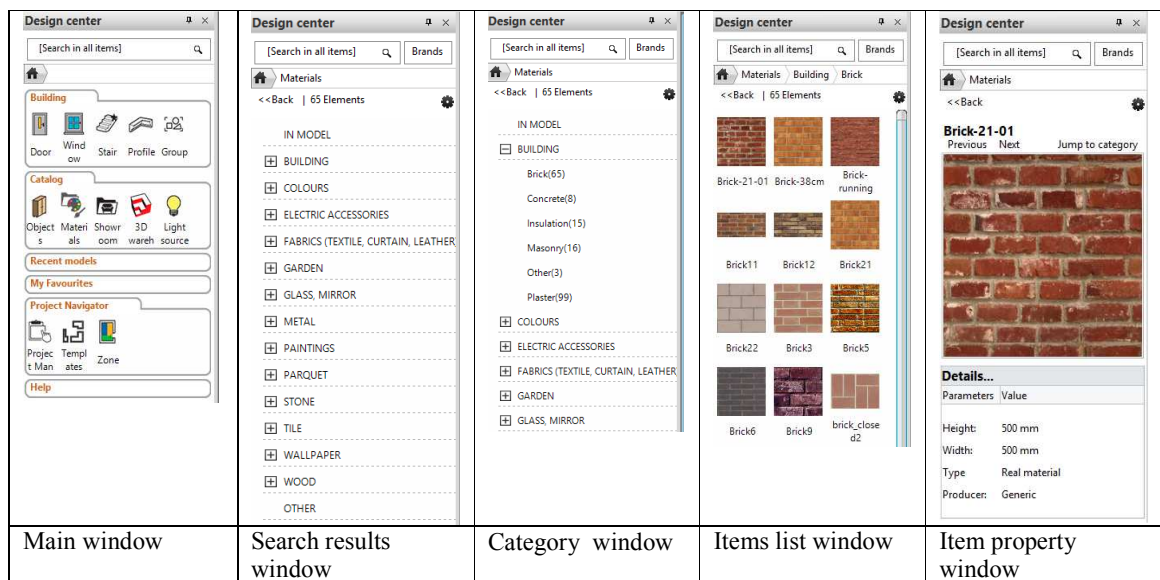 Design center
[Search in all items]
Building
Door
Wind
ow
Stair
Profile
Group
Catalog
Object
s
Materi
als
Showr
oom
3D
wareh
Light
source
Recent models
My Favourites
Project Navigator
Projec
t Man
Templ
ates
Zone
Help
Main window
Design center
[Search in all items]
Brands
Materials
<<Back | 65 Elements
IN MODEL
BUILDING
COLOURS
ELECTRIC ACCESSORIES
FABRICS (TEXTILE, CURTAIN, LEATHER
GARDEN
GLASS, MIRROR
METAL
PAINTINGS
PARQUET
STONE
TILE
WALLPAPER
WOOD
OTHER
Search results
window
Design center
[Search in all items]
Brands
Materials
<<Back | 65 Elements
IN MODEL
BUILDING
Brick(65)
Concrete(8)
Insulation(15)
Masonry(16)
Other(3)
Plaster(99)
COLOURS
ELECTRIC ACCESSORIES
FABRICS (TEXTILE, CURTAIN, LEATHER
GARDEN
GLASS, MIRROR
Category window
Design center
[Search in all items]
Brands
Materials Building Brick
<<Back | 65 Elements
Brick-21-01
Brick-38cm
Brick-
running
Brick11
Brick12
Brick21
Brick22
Brick3
Brick5
Brick6
Brick9
brick_close
d2
Items list window
Design center
[Search in all items]
Brands
Materials
<<Back
Brick-21-01
Previous Next Jump to category
Details...
Parameters Value
Height: 500 mm
Width: 500 mm
Type Real material
Producer: Generic
Item property
window